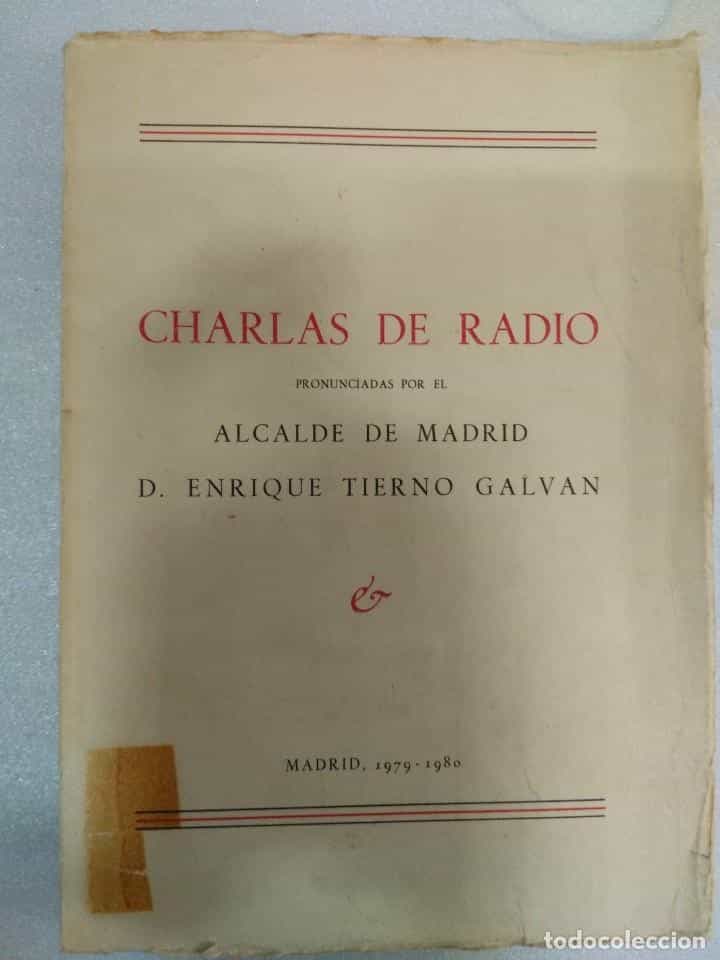 CHARLAS DE RADIO
PRONUNCIADAS POR EL
ALCALDE DE MADRID
D. ENRIQUE TIERNO GALVAN
&
MADRID, 1979-1980
todocoleccion